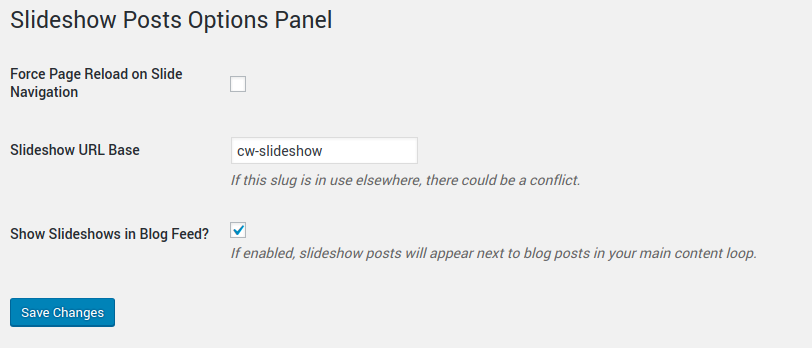 Slideshow Posts Options Panel
Force Page Reload on Slide
Navigation
Slideshow URL Base
cw-slideshow
If this slug is in use elsewhere, there could be a conflict.
Show Slideshows in Blog Feed?
If enabled, slideshow posts will appear next to blog posts in your main content loop.
Save Changes